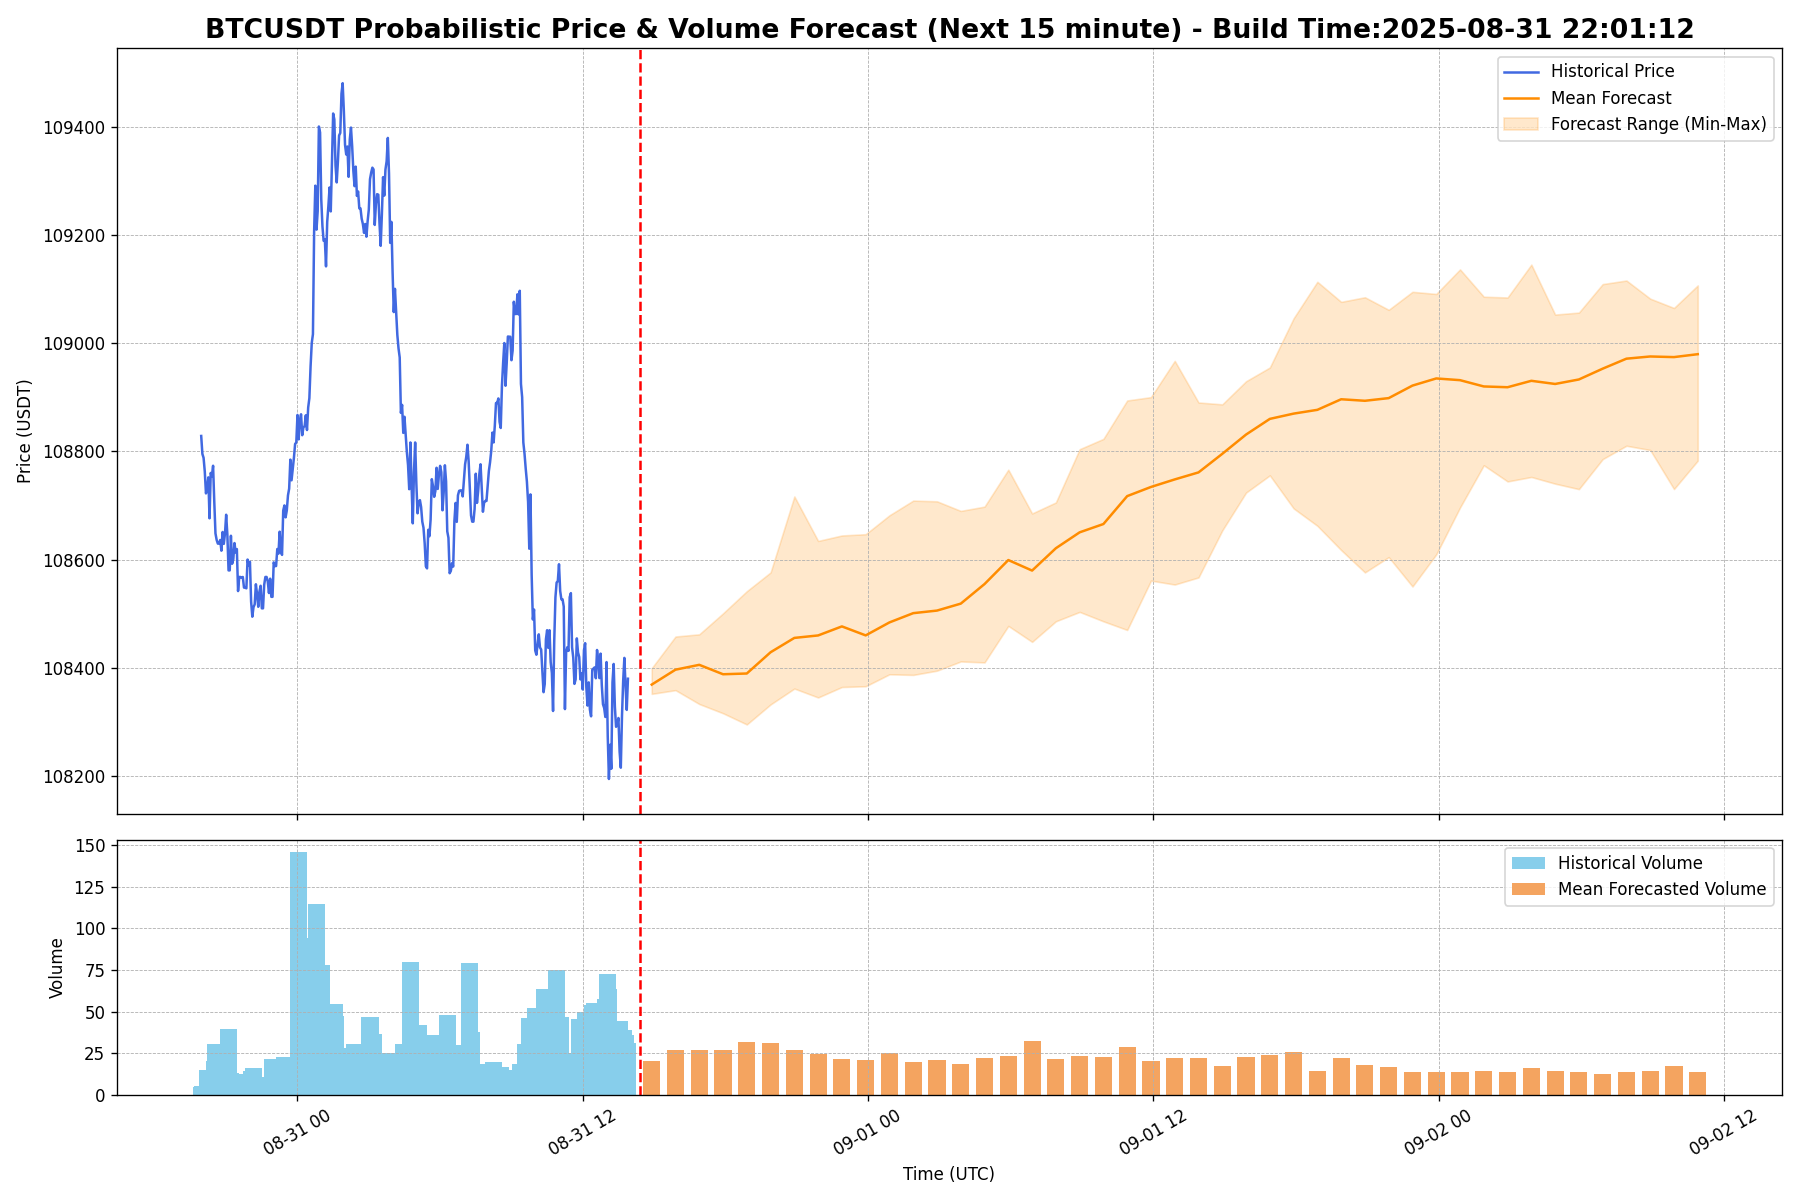 BTCUSDT Probabilistic Price & Volume Forecast (Next 15 minute) - Build Time:2025-08-31 22:01:12
Historical Price
Mean Forecast
Forecast Range (Min-Max)
Price (USDT)
109400
109200
109000
108800
108600
108400
108200
Historical Volume
Mean Forecasted Volume
Volume
150
125
100
75
50
25
0
08-31 00
08-31 12
09-01 00
09-01 12
09-02 00
09-02 12
Time (UTC)